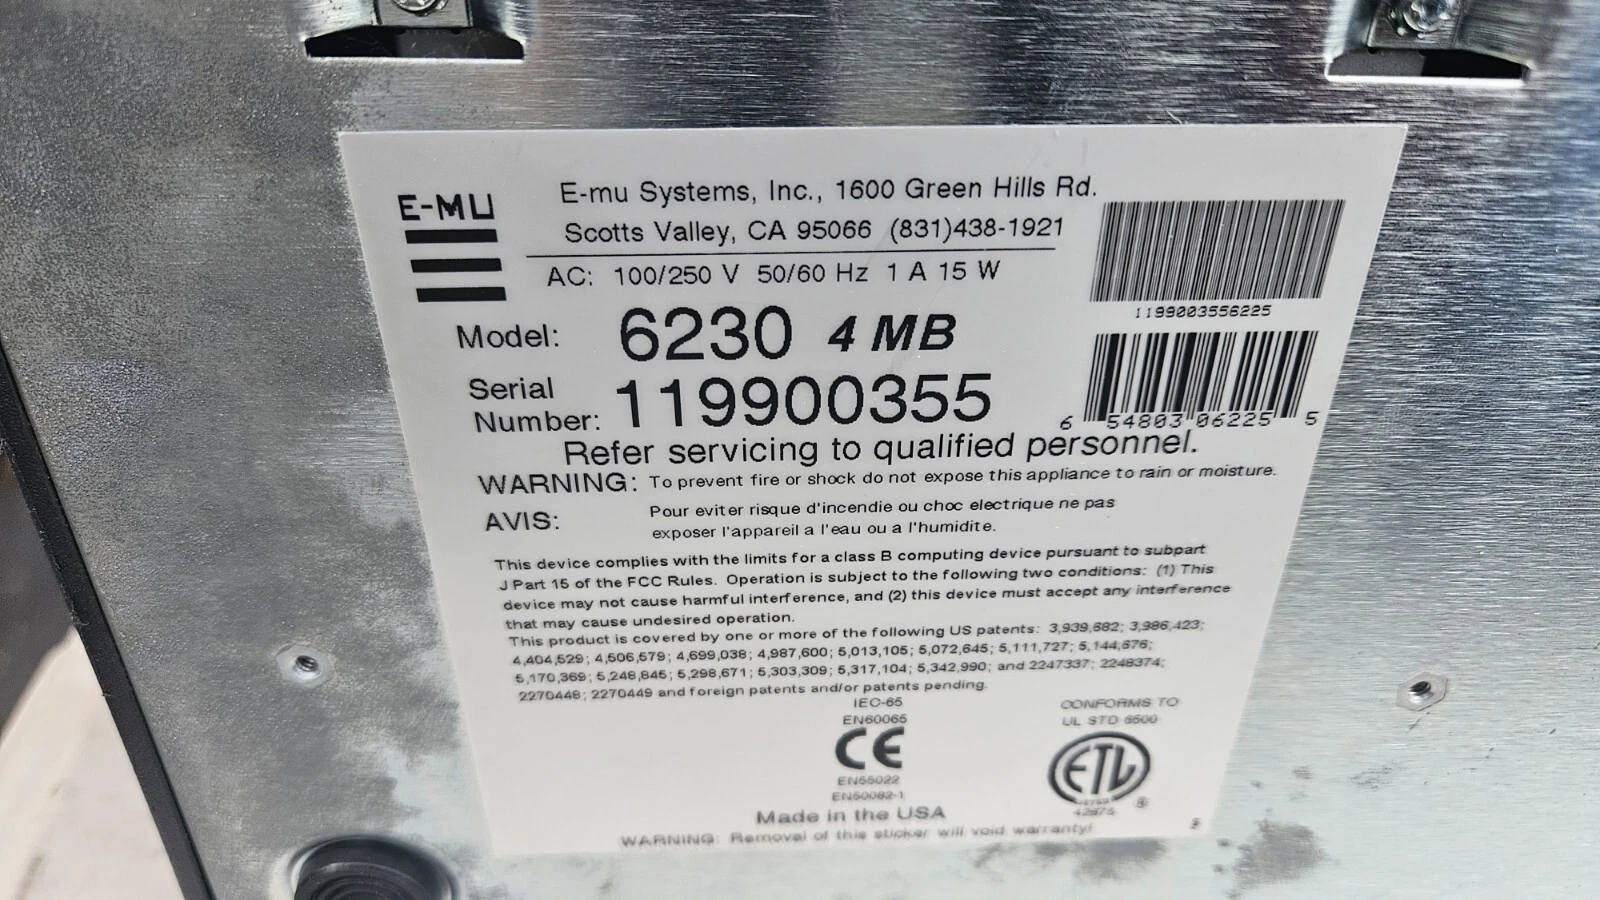 E-MU
E-mu Systems, Inc., 1600 Green Hills Rd.
Scotts Valley, CA 95066 (831)438-1921
AC: 100/250 V 50/60 Hz 1 A 15 W
1199003556225
Model: 6230 4 MB
Serial
Number: 119900355
6 54803 06225 5
Refer servicing to qualified personnel.
WARNING: To prevent fire or shock do not expose this appliance to rain or moisture.
AVIS: Pour eviter risque d'incendie ou choc electrique ne pas
exposer l'appareil a l'eau ou a l'humidite.
This device complies with the limits for a class B computing device pursuant to subpart
J Part 15 of the FCC Rules. Operation is subject to the following two conditions: (1) This
device may not cause harmful interference, and (2) this device must accept any interference
that may cause undesired operation.
This product is covered by one or more of the following US patents: 3,939,682; 3,986,423;
4,404,529; 4,506,579; 4,699,038; 4,987,600; 5,013,105; 5,072,645; 5,111,727; 5,144,676;
5,170,369; 5,248,845; 5,298,671; 5,303,309; 5,317,104; 5,342,990; and 2247337; 2248374;
2270448; 2270449 and foreign patents and/or patents pending.
IEC-65
EN60065
CE
EN55022
EN50082-1
CONFORMS TO
UL STD 6500
ETL
®
Made in the USA
WARNING: Removal of this sticker will void warranty!